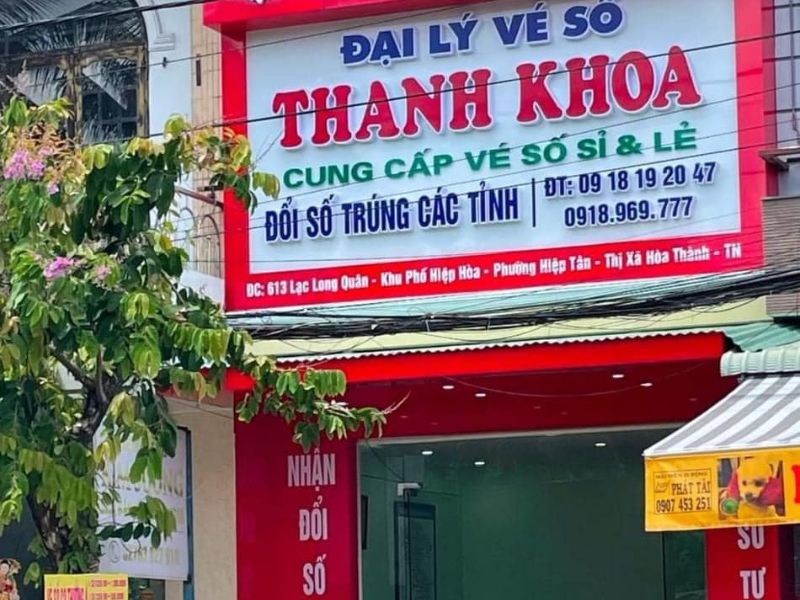 ĐẠI LÝ VÉ SỐ
THANH KHOA
CUNG CẤP VÉ SỐ SỈ & LẺ
ĐỔI SỐ TRÚNG CÁC TỈNH
ĐT: 09 18 19 20 47
0918.969.777
ĐC: 613 Lạc Long Quân - Khu Phố Hiệp Hòa - Phường Hiệp Tân - Thị Xã Hòa Thành - TN
NHẬN
ĐỔI
SỐ
PHÁT TÀI
0907 453 251
SỐ
TƯ